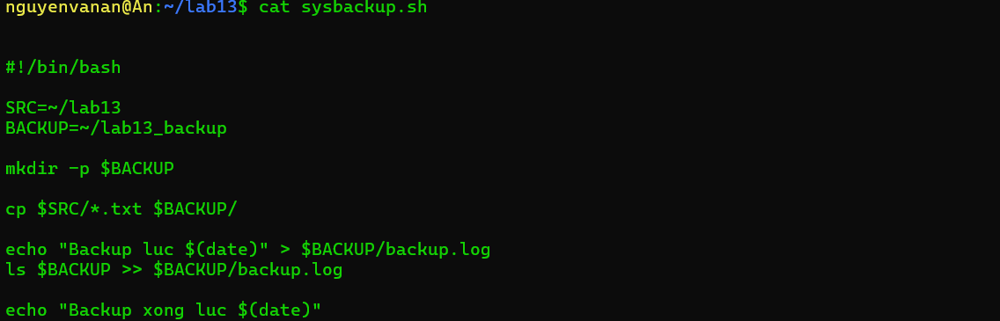 nguyenvanan@An:~/lab13$ cat sysbackup.sh
#!/bin/bash
SRC=~/lab13
BACKUP=~/lab13_backup
mkdir -p $BACKUP
cp $SRC/*.txt $BACKUP/
echo "Backup luc $(date)" > $BACKUP/backup.log
ls $BACKUP >> $BACKUP/backup.log
echo "Backup xong luc $(date)"